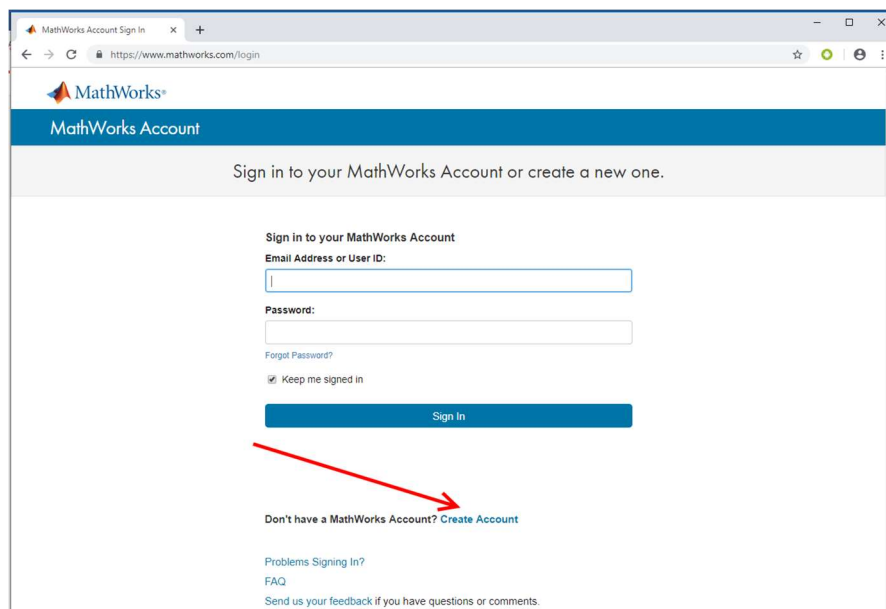 MathWorks Account Sign In
https://www.mathworks.com/login
MathWorks®
MathWorks Account
Sign in to your MathWorks Account or create a new one.
Sign in to your MathWorks Account
Email Address or User ID:
Password:
Forgot Password?
Keep me signed in
Sign In
Don't have a MathWorks Account? Create Account
Problems Signing In?
FAQ
Send us your feedback if you have questions or comments.